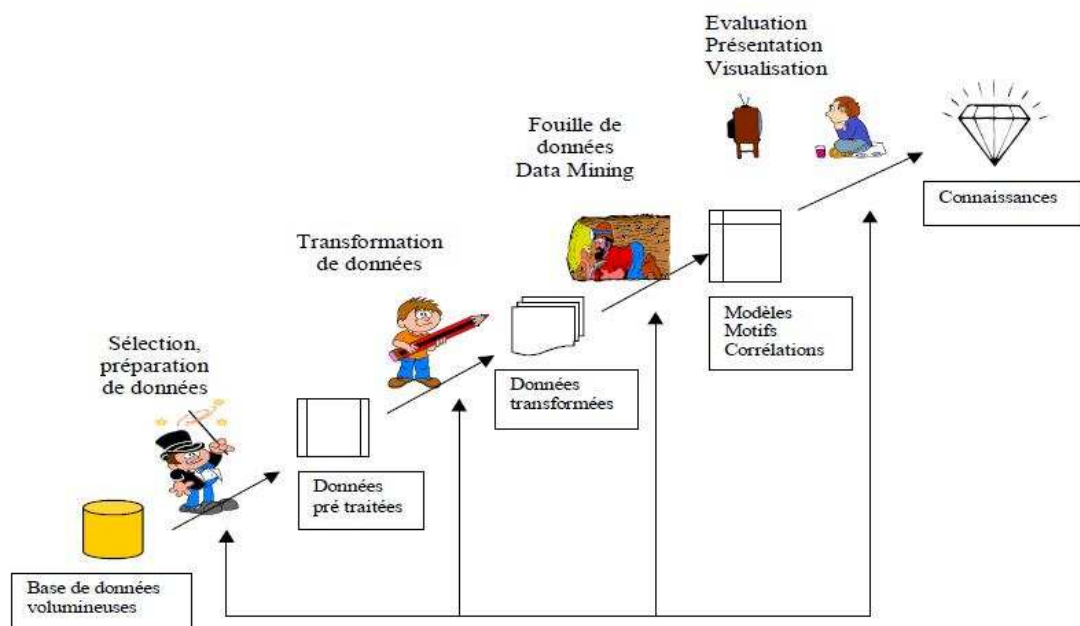 Evaluation
Présentation
Visualisation
Fouille de
données
Data Mining
Connaissances
Transformation
de données
Modèles
Motifs
Corrélations
Sélection,
préparation
de données
Données
transformées
Données
pré traitées
Base de données
volumineuses